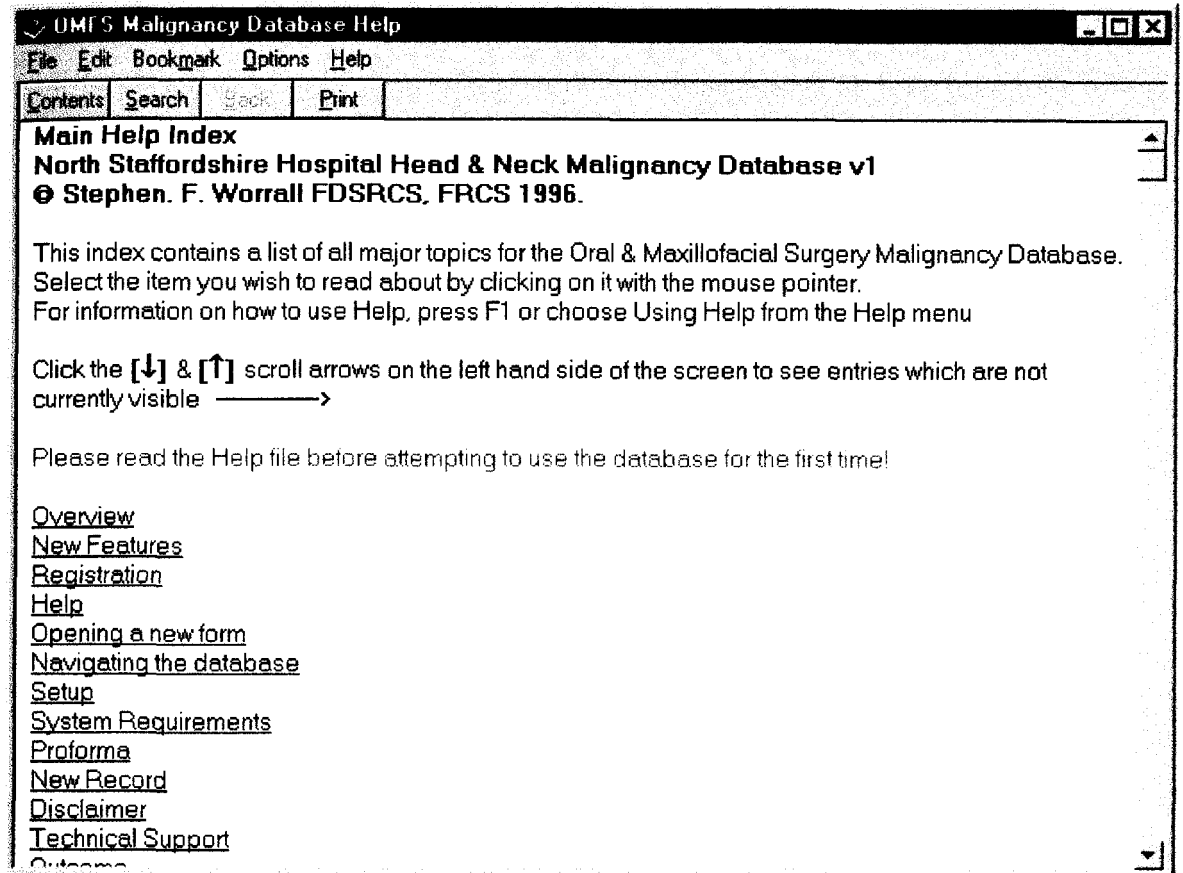 OMFS Malignancy Database Help
File Edit Bookmark Options Help
Contents Search Back Print
Main Help Index
North Staffordshire Hospital Head & Neck Malignancy Database v1
© Stephen. F. Worrall FDSRCS, FRCS 1996.
This index contains a list of all major topics for the Oral & Maxillofacial Surgery Malignancy Database.
Select the item you wish to read about by clicking on it with the mouse pointer.
For information on how to use Help, press F1 or choose Using Help from the Help menu
Click the [↓] & [↑] scroll arrows on the left hand side of the screen to see entries which are not
currently visible ————>
Please read the Help file before attempting to use the database for the first time!
Overview
New Features
Registration
Help
Opening a new form
Navigating the database
Setup
System Requirements
Proforma
New Record
Disclaimer
Technical Support
Outcome